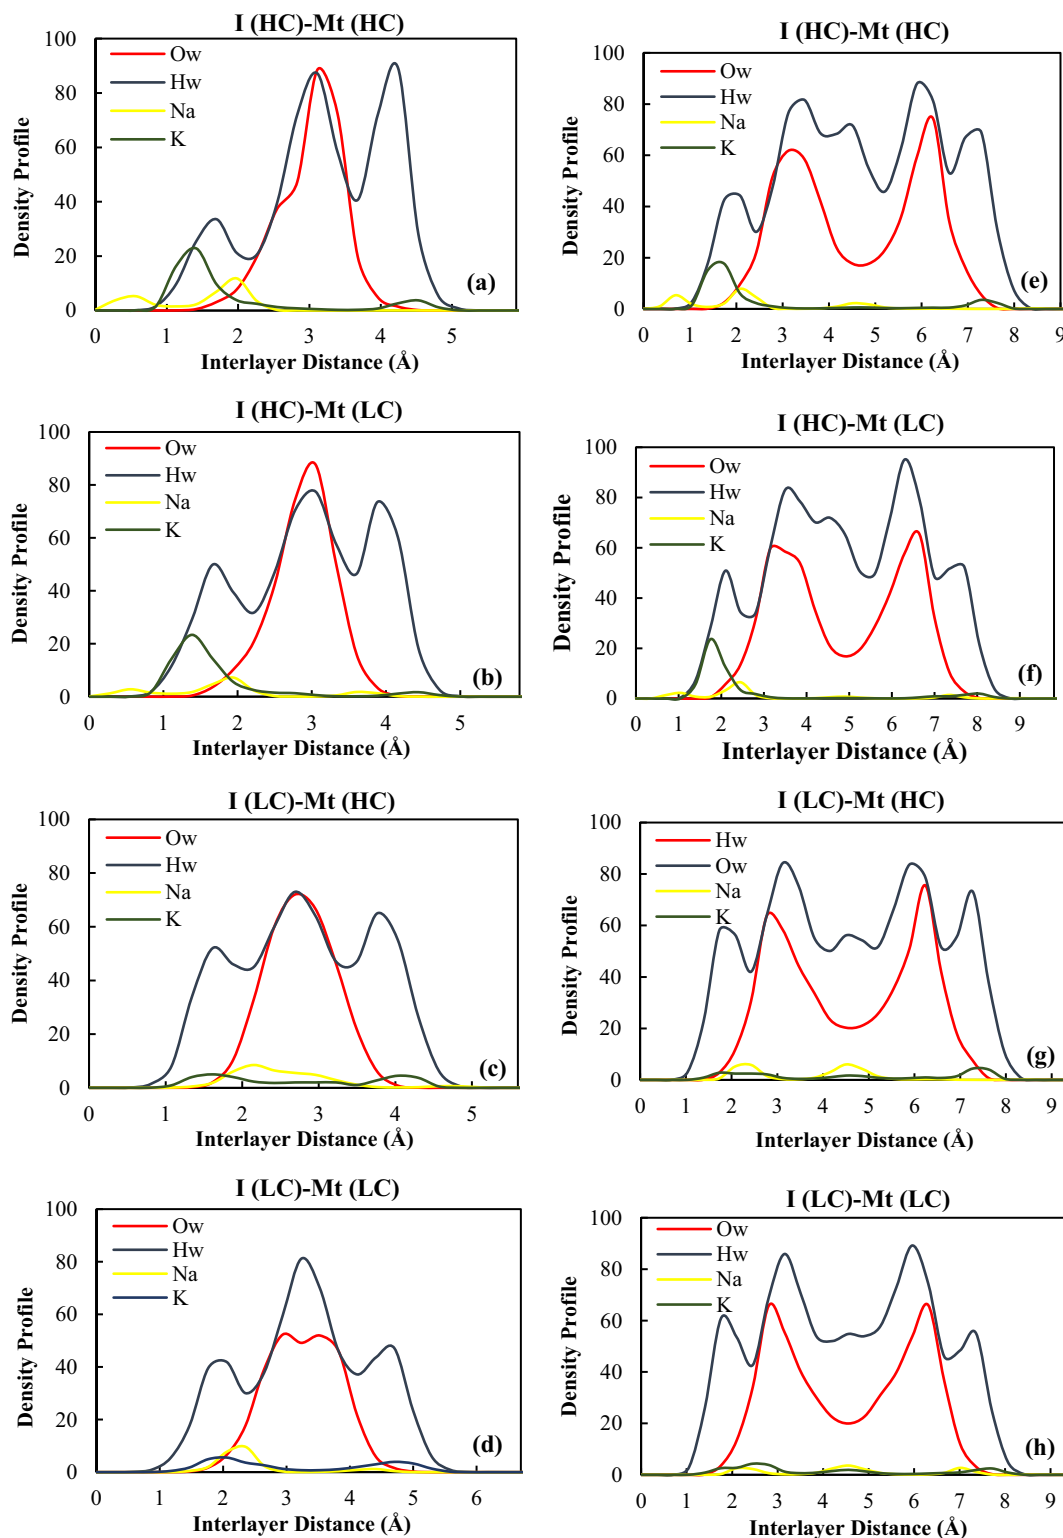 I (HC)-Mt (HC)
100
80
60
40
20
0
Density Profile
Ow
Hw
Na
K
(a)
0 1 2 3 4 5
Interlayer Distance (Å)
I (HC)-Mt (HC)
100
80
60
40
20
0
Density Profile
Ow
Hw
Na
K
(e)
0 1 2 3 4 5 6 7 8 9
Interlayer Distance (Å)
I (HC)-Mt (LC)
100
80
60
40
20
0
Density Profile
Ow
Hw
Na
K
(b)
0 1 2 3 4 5
Interlayer Distance (Å)
I (HC)-Mt (LC)
100
80
60
40
20
0
Density Profile
Ow
Hw
Na
K
(f)
0 1 2 3 4 5 6 7 8 9
Interlayer Distance (Å)
I (LC)-Mt (HC)
100
80
60
40
20
0
Density Profile
Ow
Hw
Na
K
(c)
0 1 2 3 4 5
Interlayer Distance (Å)
I (LC)-Mt (HC)
100
80
60
40
20
0
Density Profile
Hw
Ow
Na
K
(g)
0 1 2 3 4 5 6 7 8 9
Interlayer Distance (Å)
I (LC)-Mt (LC)
100
80
60
40
20
0
Density Profile
Ow
Hw
Na
K
(d)
0 1 2 3 4 5 6
Interlayer Distance (Å)
I (LC)-Mt (LC)
100
80
60
40
20
0
Density Profile
Ow
Hw
Na
K
(h)
0 1 2 3 4 5 6 7 8 9
Interlayer Distance (Å)